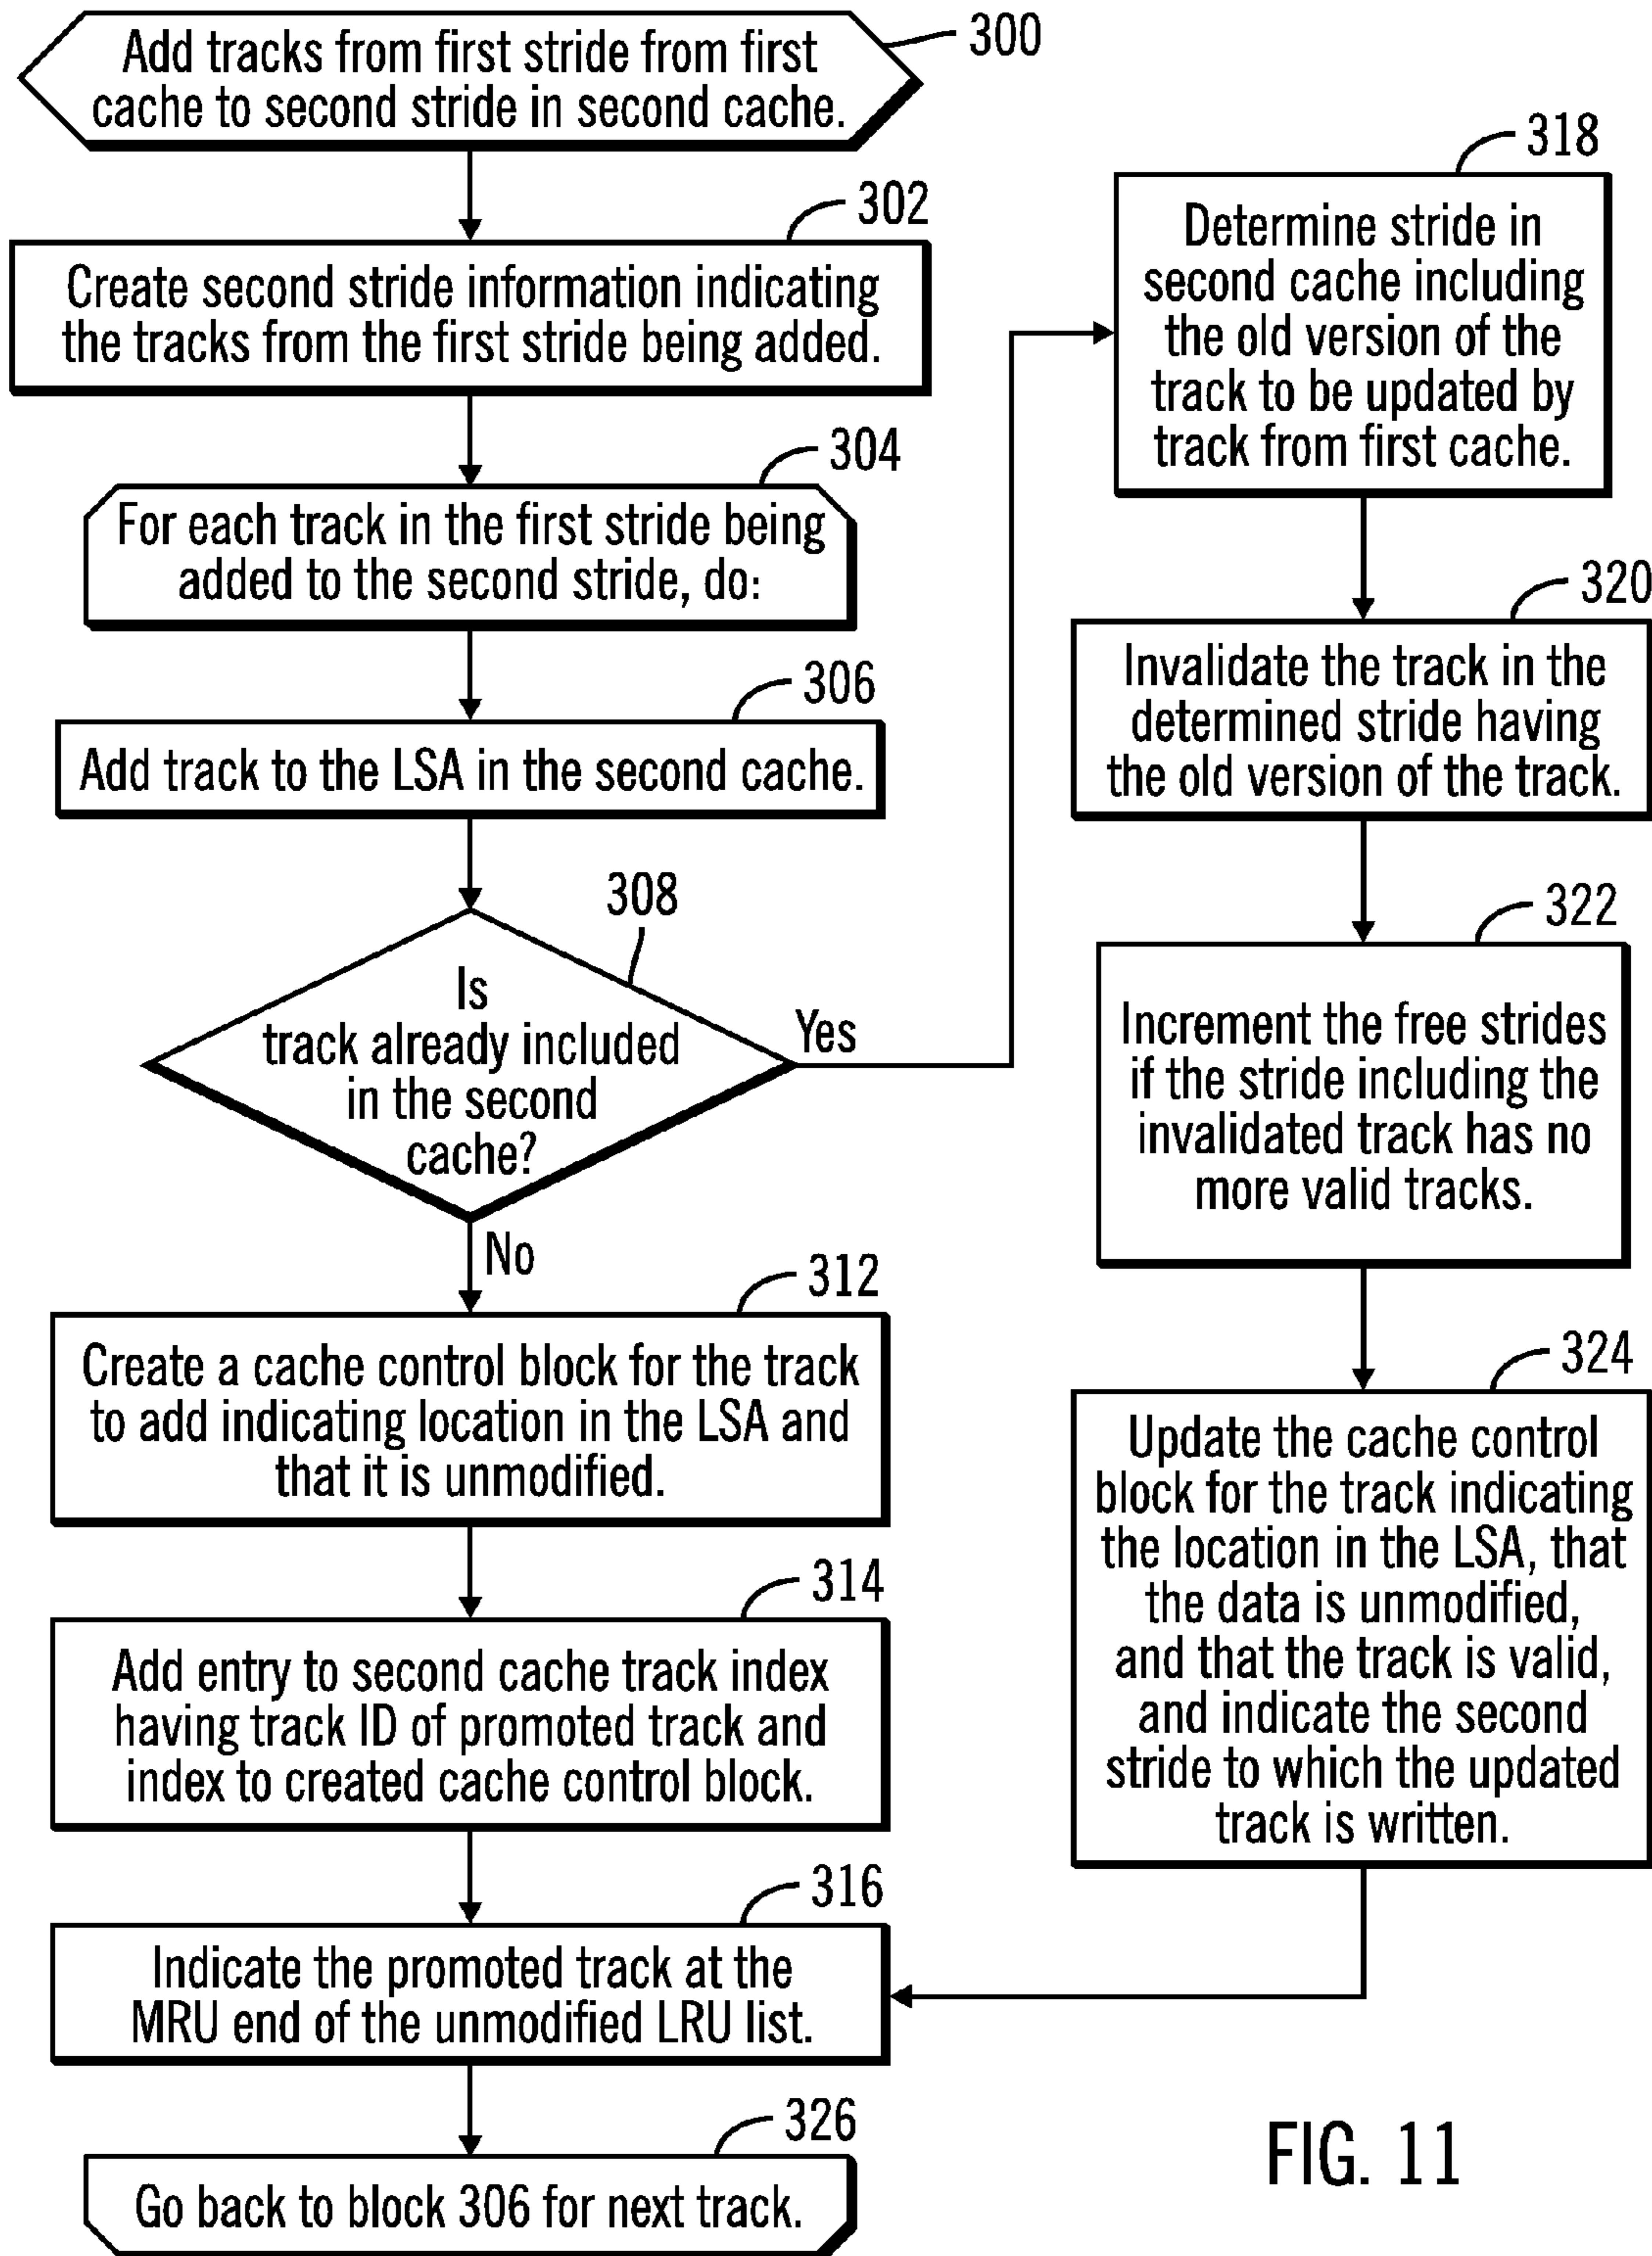 300
Add tracks from first stride from first
cache to second stride in second cache.
302
Create second stride information indicating
the tracks from the first stride being added.
304
For each track in the first stride being
added to the second stride, do:
306
Add track to the LSA in the second cache.
308
Is
track already included
in the second
cache?
Yes
No
312
Create a cache control block for the track
to add indicating location in the LSA and
that it is unmodified.
314
Add entry to second cache track index
having track ID of promoted track and
index to created cache control block.
316
Indicate the promoted track at the
MRU end of the unmodified LRU list.
326
Go back to block 306 for next track.
318
Determine stride in
second cache including
the old version of the
track to be updated by
track from first cache.
320
Invalidate the track in the
determined stride having
the old version of the track.
322
Increment the free strides
if the stride including the
invalidated track has no
more valid tracks.
324
Update the cache control
block for the track indicating
the location in the LSA, that
the data is unmodified,
and that the track is valid,
and indicate the second
stride to which the updated
track is written.
FIG. 11